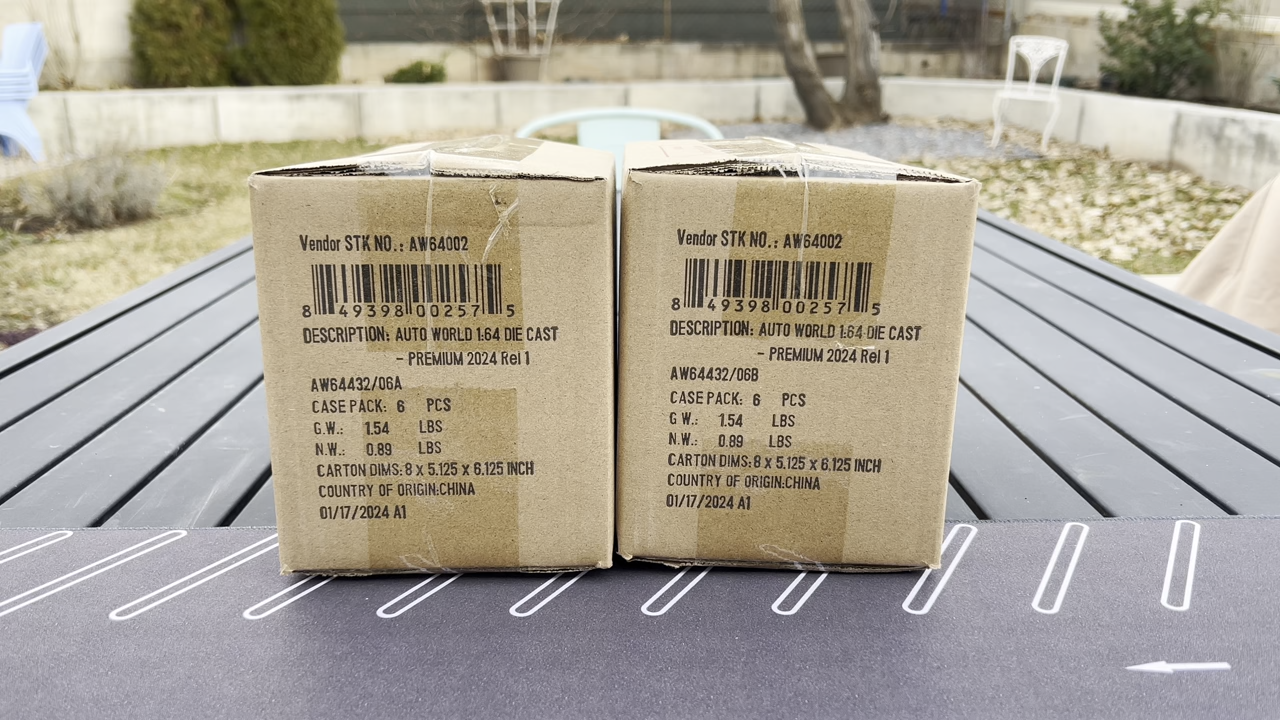 Vendor STK NO.: AW64002
8 49398 00257 5
DESCRIPTION: AUTO WORLD 1:64 DIE CAST
- PREMIUM 2024 Rel 1
AW64432/06A
CASE PACK: 6 PCS
G.W.: 1.54 LBS
N.W.: 0.89 LBS
CARTON DIMS: 8 x 5.125 x 6.125 INCH
COUNTRY OF ORIGIN:CHINA
01/17/2024 A1
Vendor STK NO.: AW64002
8 49398 00257 5
DESCRIPTION: AUTO WORLD 1:64 DIE CAST
- PREMIUM 2024 Rel 1
AW64432/06B
CASE PACK: 6 PCS
G.W.: 1.54 LBS
N.W.: 0.89 LBS
CARTON DIMS: 8 x 5.125 x 6.125 INCH
COUNTRY OF ORIGIN:CHINA
01/17/2024 A1